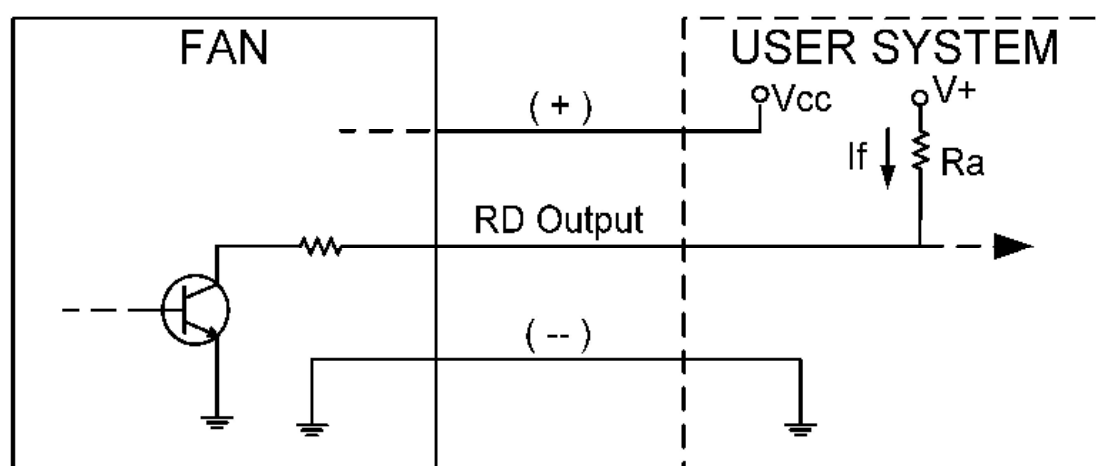 FAN
USER SYSTEM
( + )
Vcc
V+
If
Ra
RD Output
( -- )